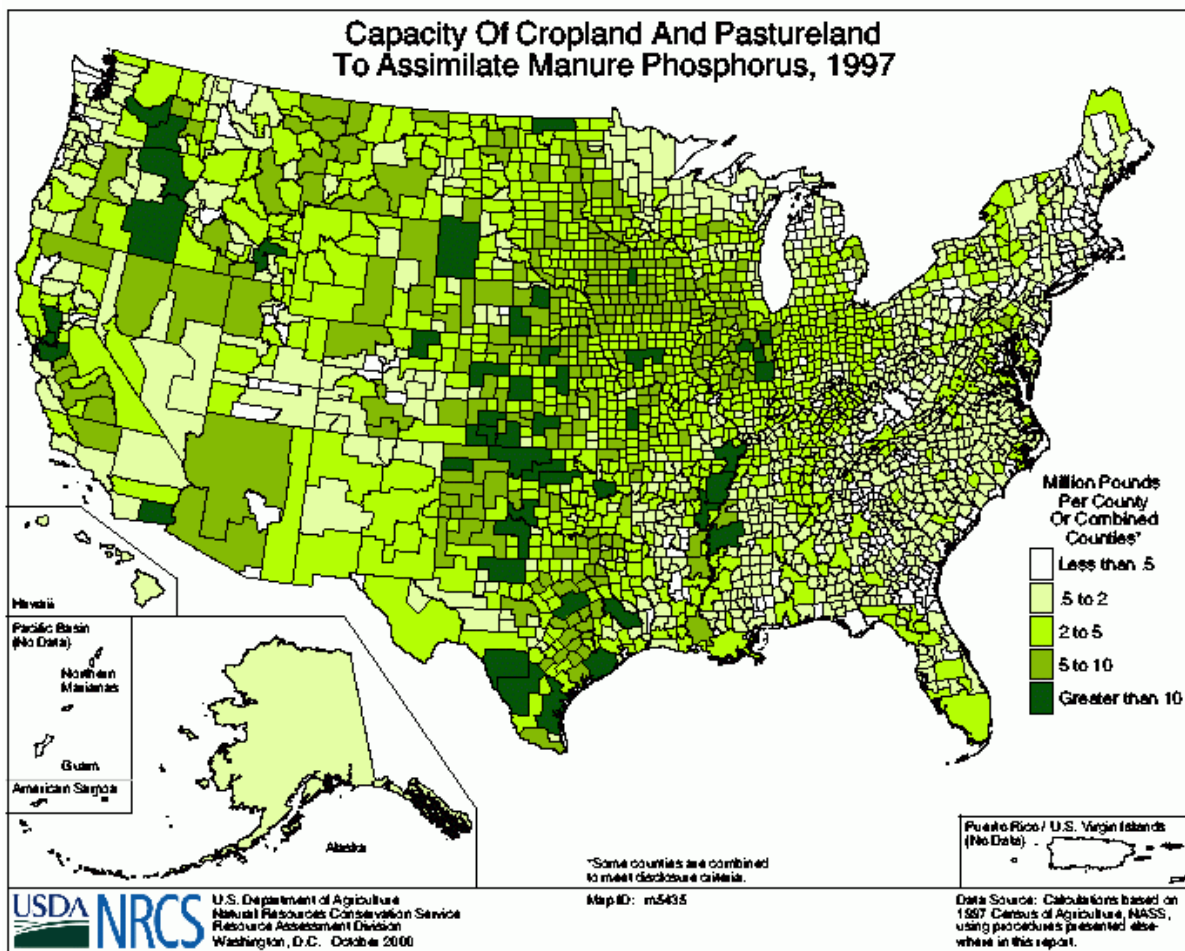 Capacity Of Cropland And Pastureland
To Assimilate Manure Phosphorus, 1997
Million Pounds
Per County
Or Combined
Counties*
Less than .5
.5 to 2
2 to 5
5 to 10
Greater than 10
Hawaii
Pacific Basin
(No Data)
Northern
Marianas
Guam
American Samoa
Alaska
*Some counties are combined
to meet disclosure criteria.
Puerto Rico / U.S. Virgin Islands
(No Data)
USDA
NRCS
U.S. Department of Agriculture
Natural Resources Conservation Service
Resource Assessment Division
Washington, D.C. October 2000
Map ID: m5435
Data Source: Calculations based on
1997 Census of Agriculture, NASS,
using procedures presented else-
where in this report.